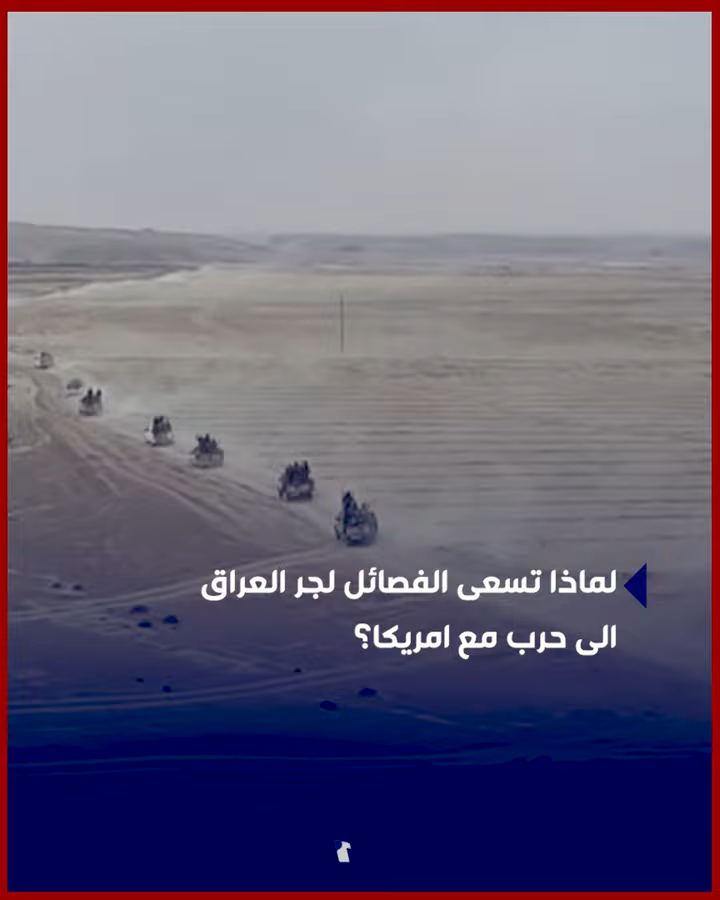 لماذا تسعى الفصائل لجر العراق
الى حرب مع امريكا؟